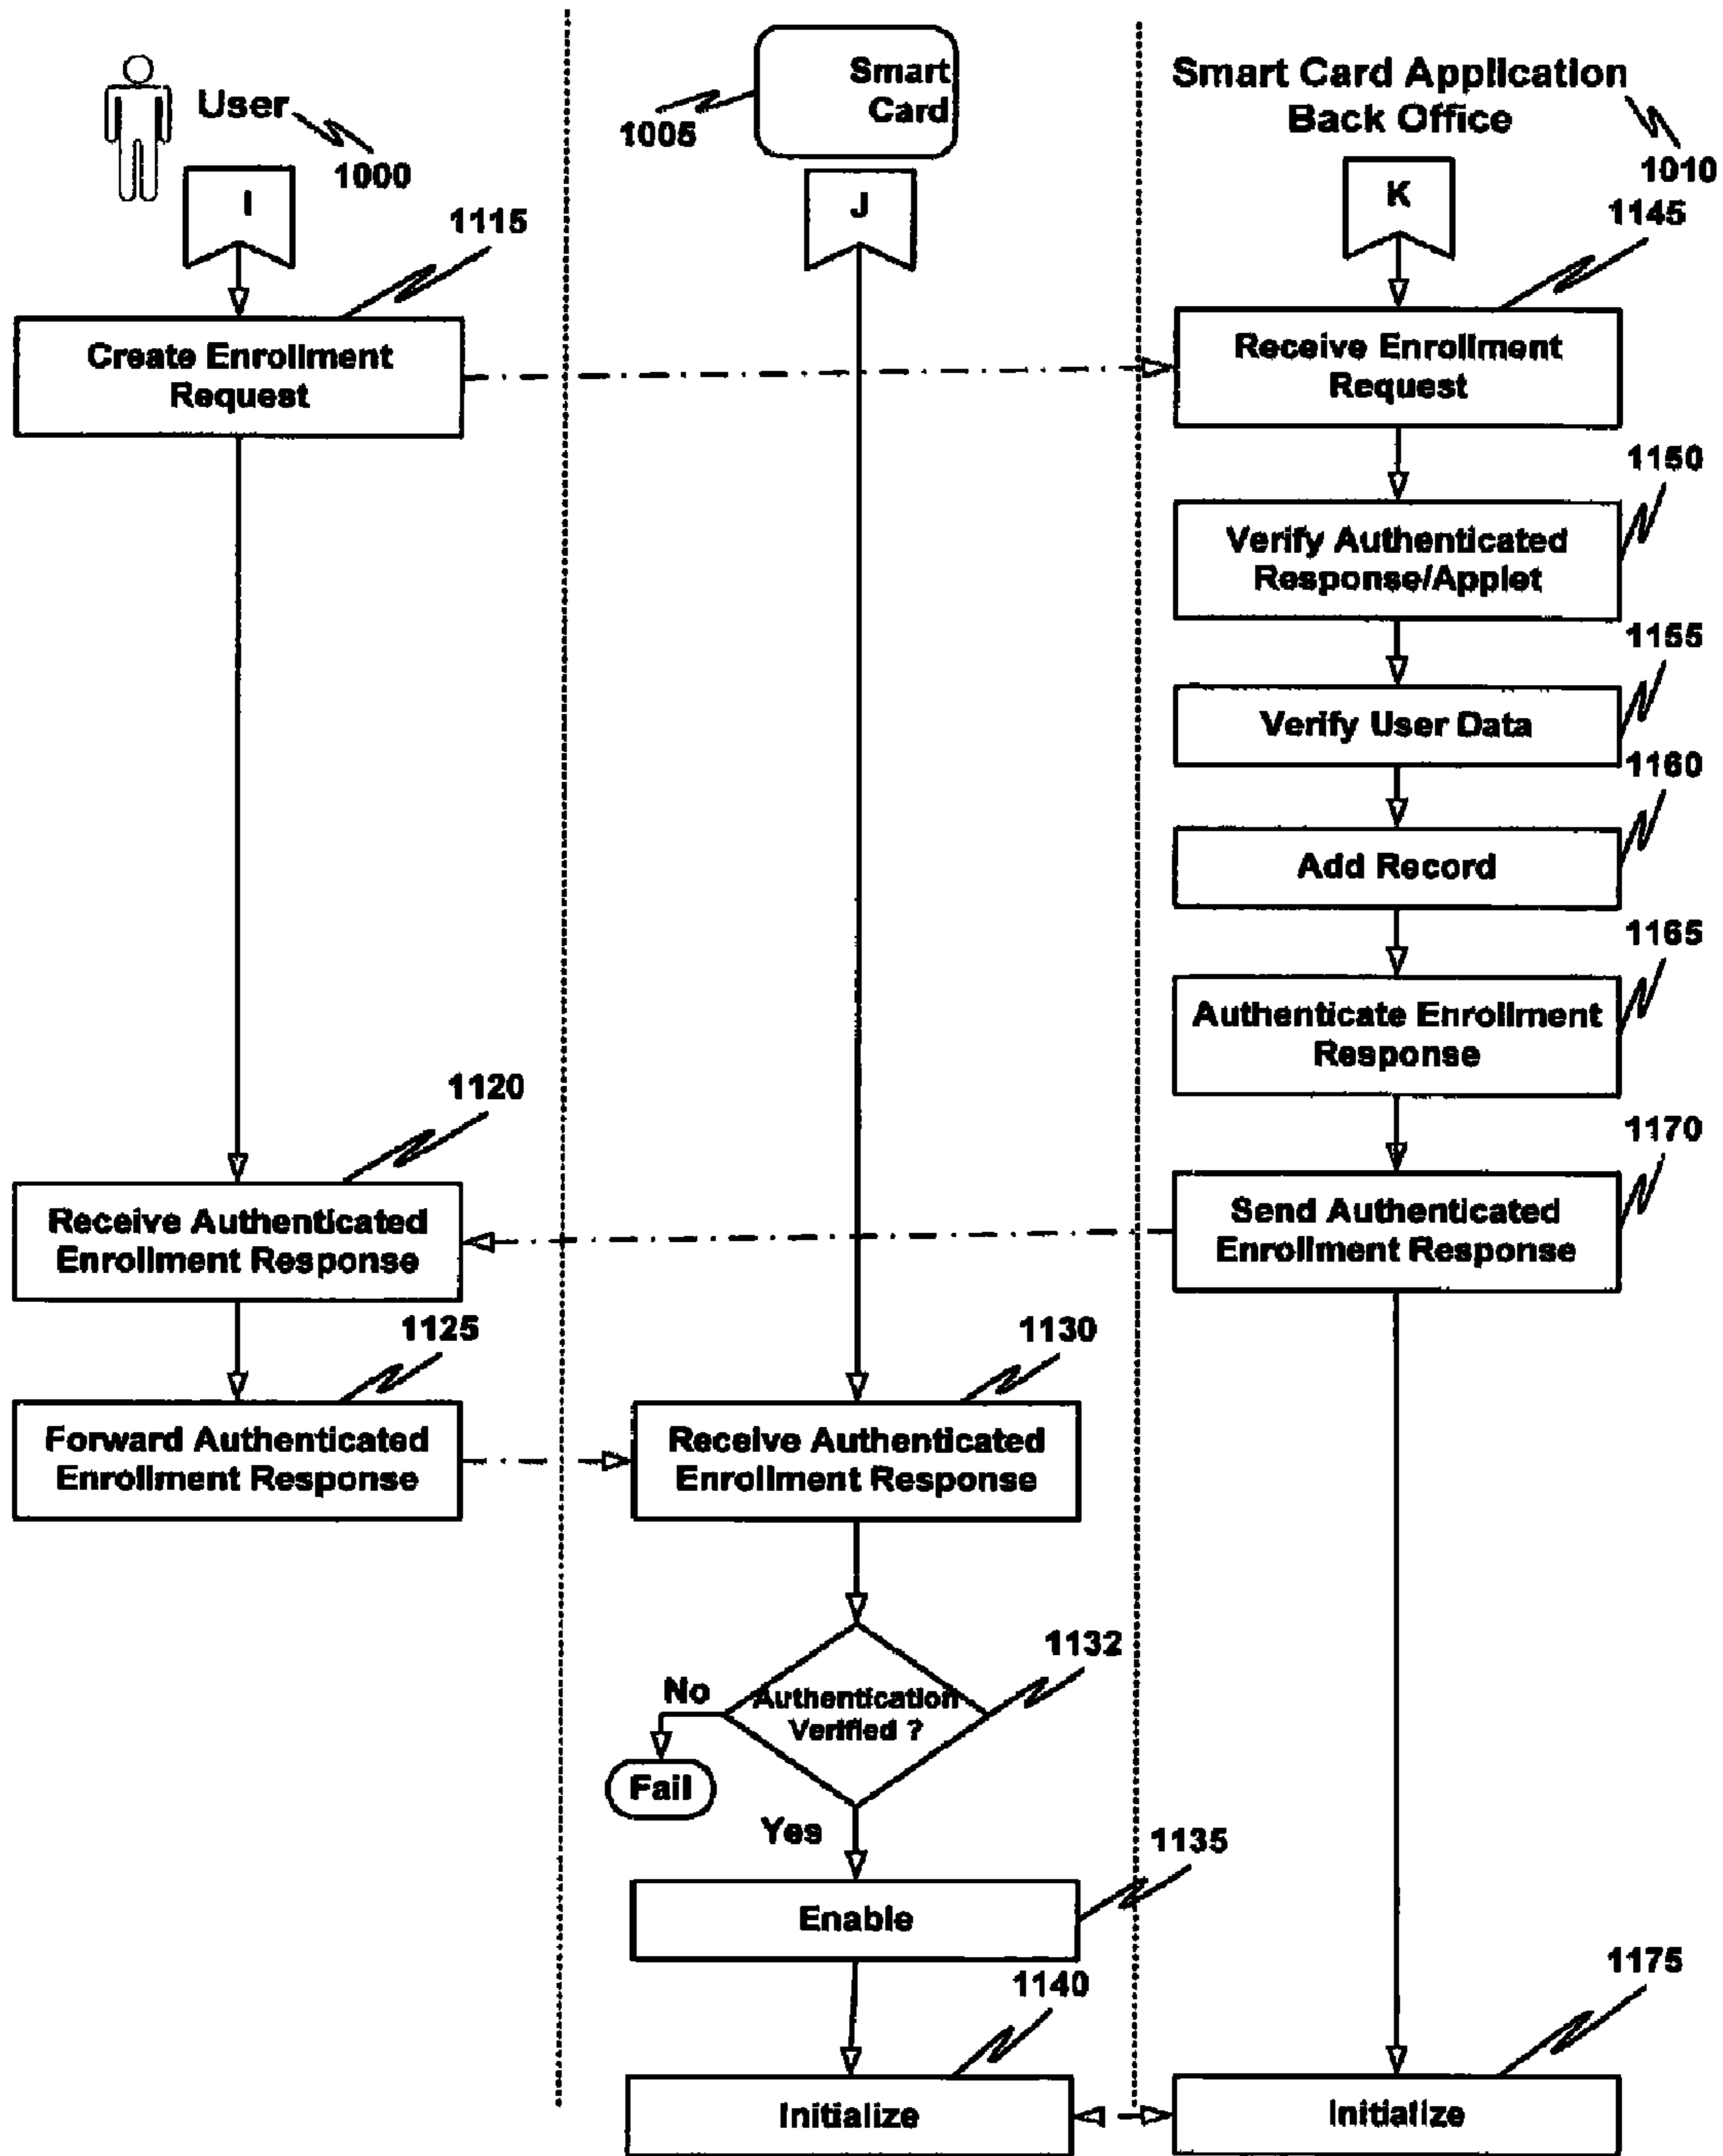 User
1000
Smart
Card
1005
Smart Card Application
Back Office
1010
I
J
K
1115
1145
Create Enrollment
Request
Receive Enrollment
Request
1150
Verify Authenticated
Response/Applet
1155
Verify User Data
1160
Add Record
1165
Authenticate Enrollment
Response
1120
1170
Receive Authenticated
Enrollment Response
Send Authenticated
Enrollment Response
1125
1130
Forward Authenticated
Enrollment Response
Receive Authenticated
Enrollment Response
1132
No
Authentication
Verified ?
Fail
Yes
1135
Enable
1140
1175
Initialize
Initialize